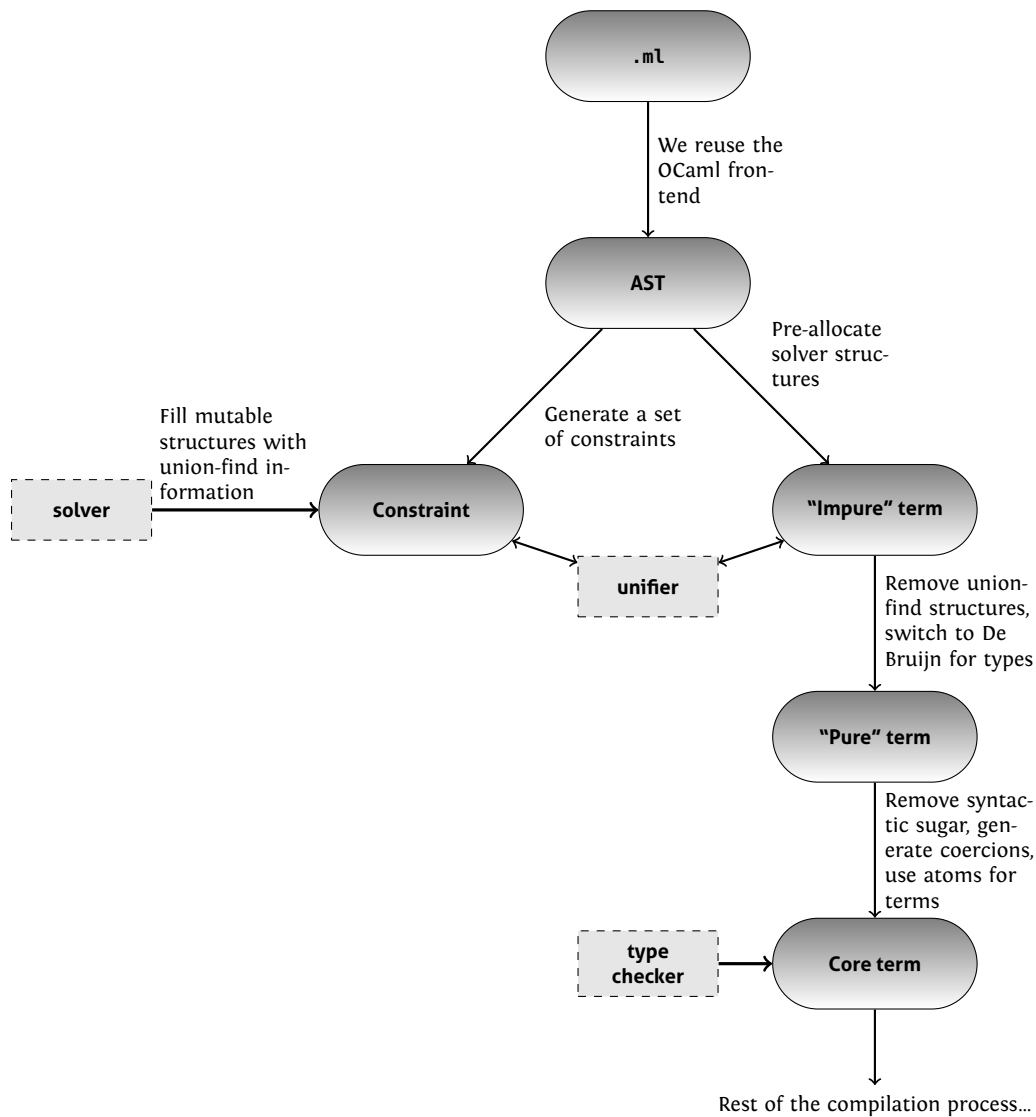 .ml
We reuse the
OCaml fron-
tend
AST
Pre-allocate
solver struc-
tures
Generate a set
of constraints
Fill mutable
structures with
union-find in-
formation
solver
Constraint
“Impure” term
unifier
Remove union-
find structures,
switch to De
Bruijn for types
“Pure” term
Remove syntac-
tic sugar, gen-
erate coercions,
use atoms for
terms
type
checker
Core term
Rest of the compilation process...